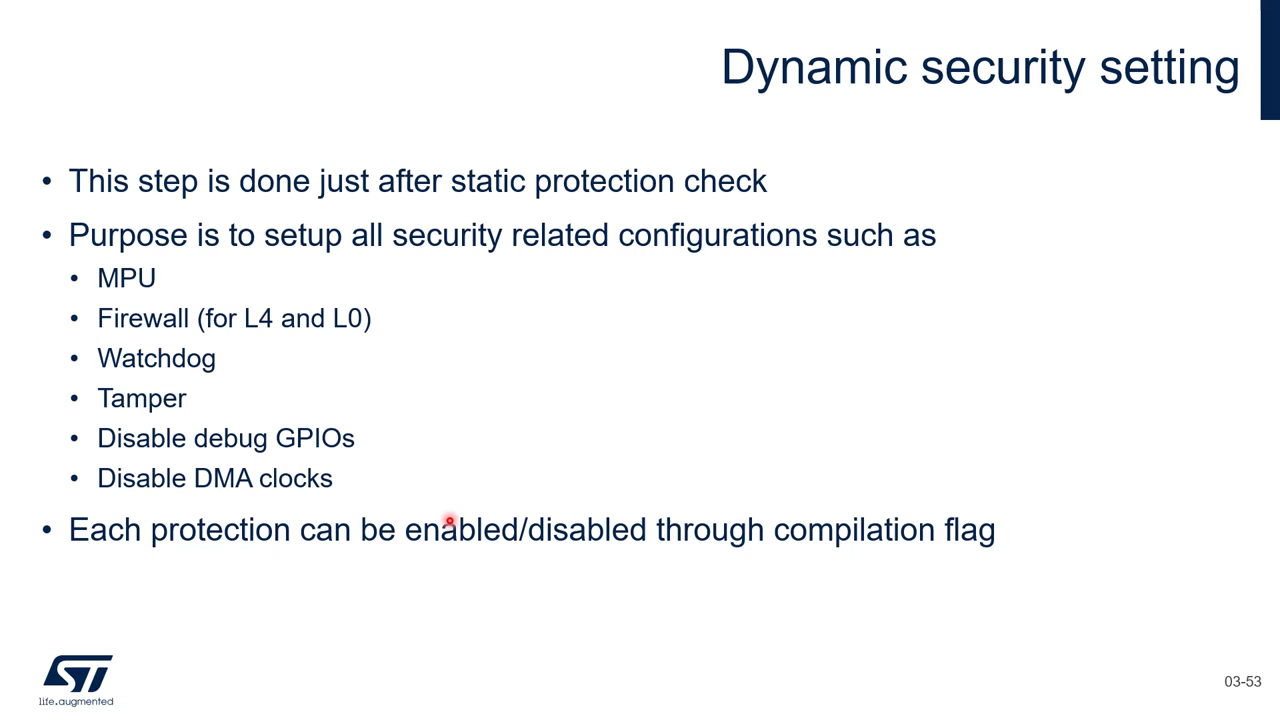 Dynamic security setting
• This step is done just after static protection check
• Purpose is to setup all security related configurations such as
• MPU
• Firewall (for L4 and L0)
• Watchdog
• Tamper
• Disable debug GPIOs
• Disable DMA clocks
• Each protection can be enabled/disabled through compilation flag
ST
life.augmented
03-53